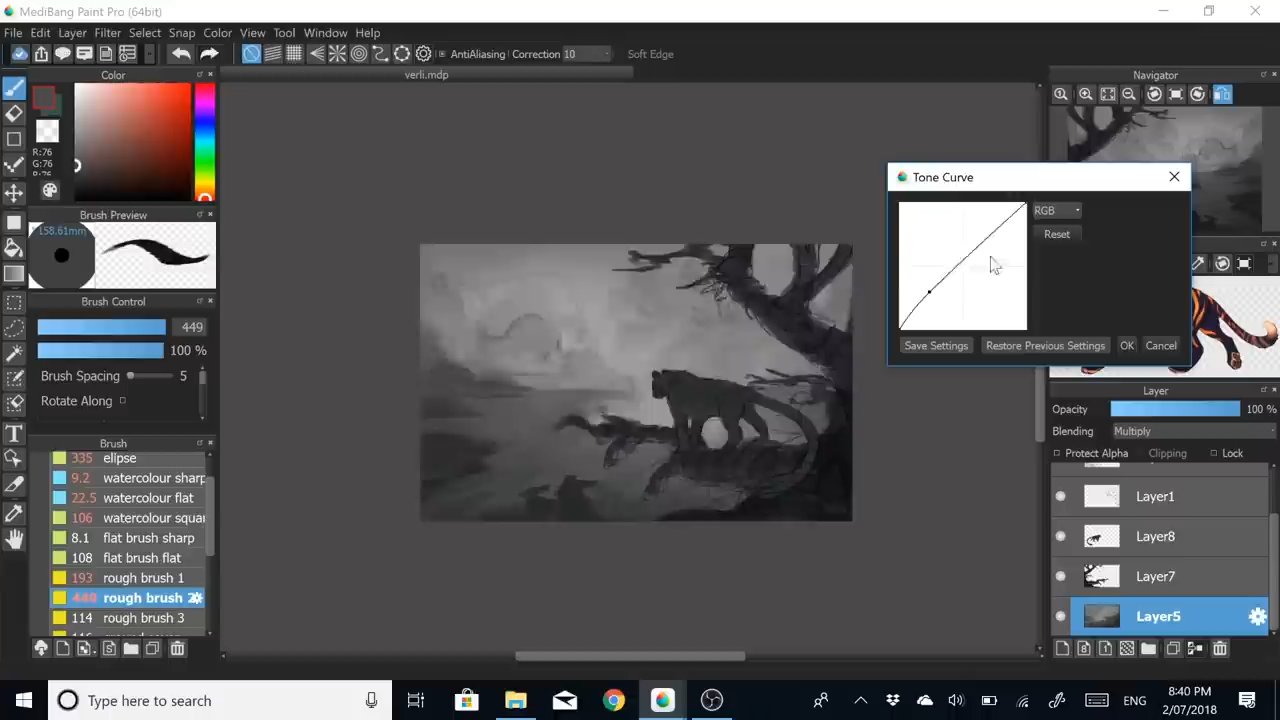 MediBang Paint Pro (64bit)
File Edit Layer Filter Select Snap Color View Tool Window Help
AntiAliasing Correction 10 Soft Edge
verli.mdp
Color
R:76
G:76
B:76
Brush Preview
158.61mm
Brush Control
449
100 %
Brush Spacing 5
Rotate Along
Brush
335 elipse
9.2 watercolour sharp
22.5 watercolour flat
106 watercolour squa
8.1 flat brush sharp
108 flat brush flat
193 rough brush 1
rough brush 2
114 rough brush 3
Tone Curve
RGB
Reset
Save Settings Restore Previous Settings OK Cancel
Navigator
Layer
Opacity 100 %
Blending Multiply
Protect Alpha Clipping Lock
Layer1
Layer8
Layer7
Layer5
Type here to search
ENG
8:40 PM
2/07/2018